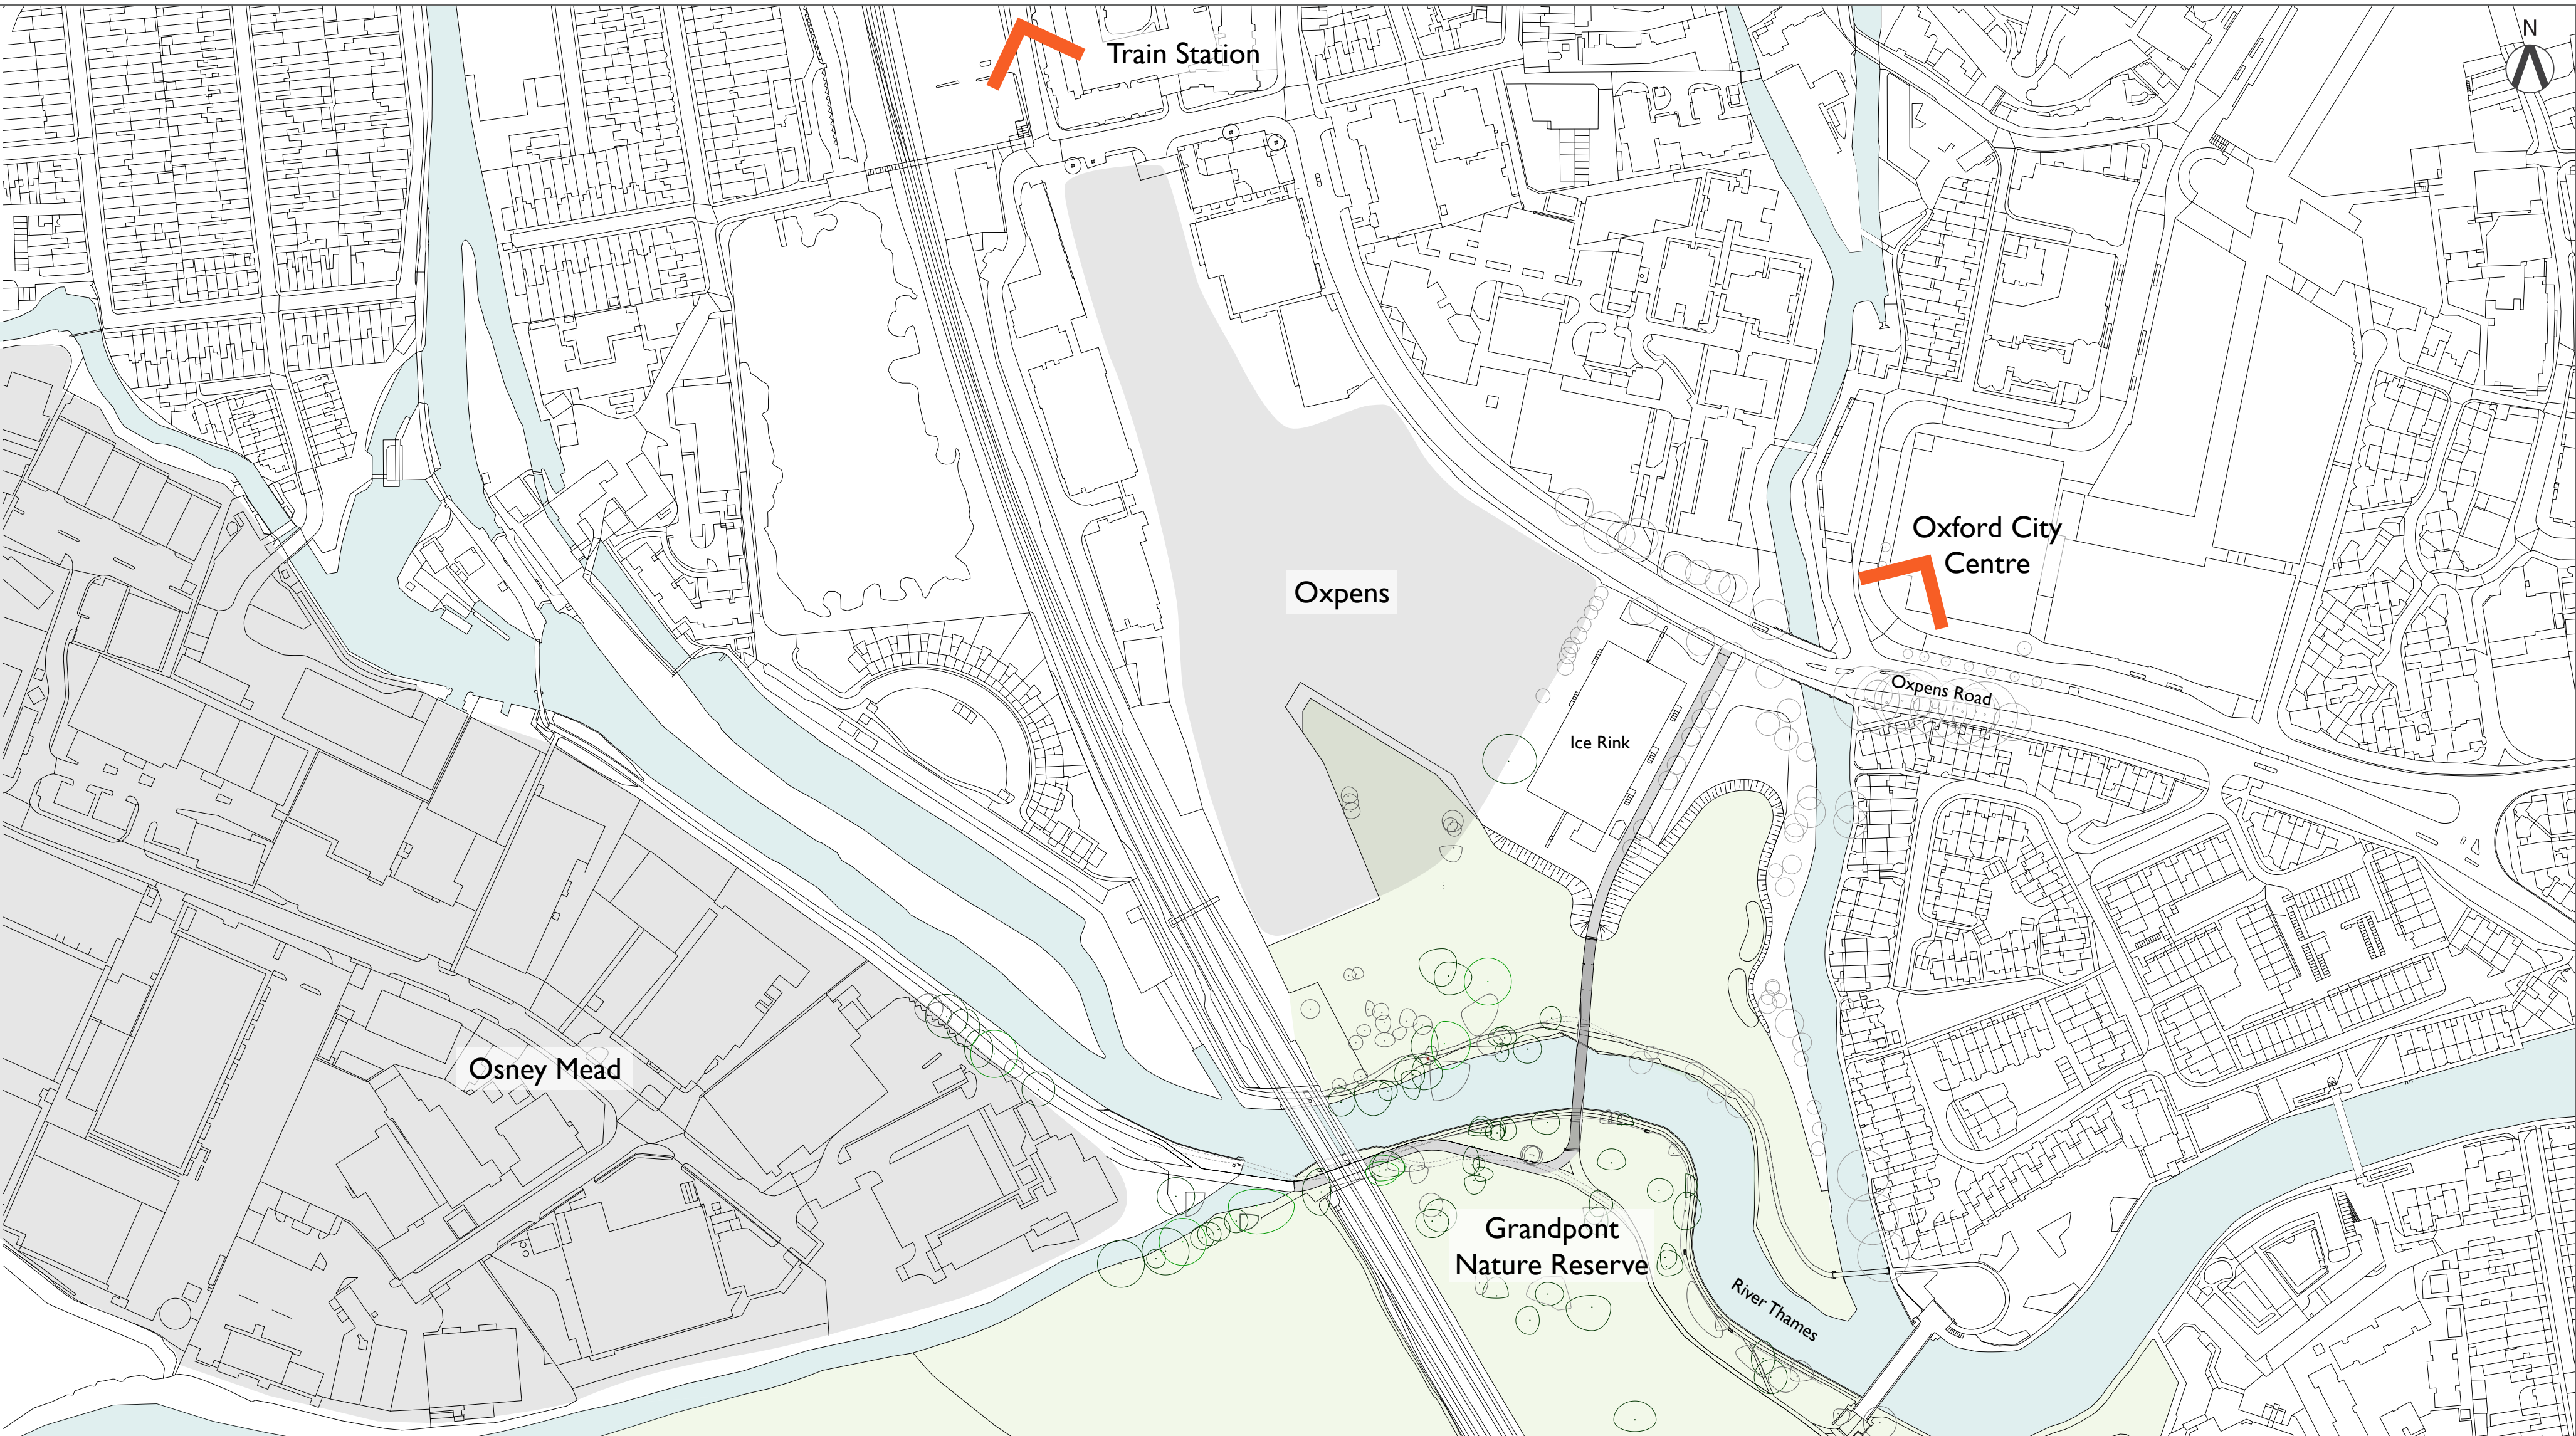 Train Station
N
Oxford City
Centre
Oxpens
Oxpens Road
Ice Rink
Osney Mead
Grandpont
Nature Reserve
River Thames